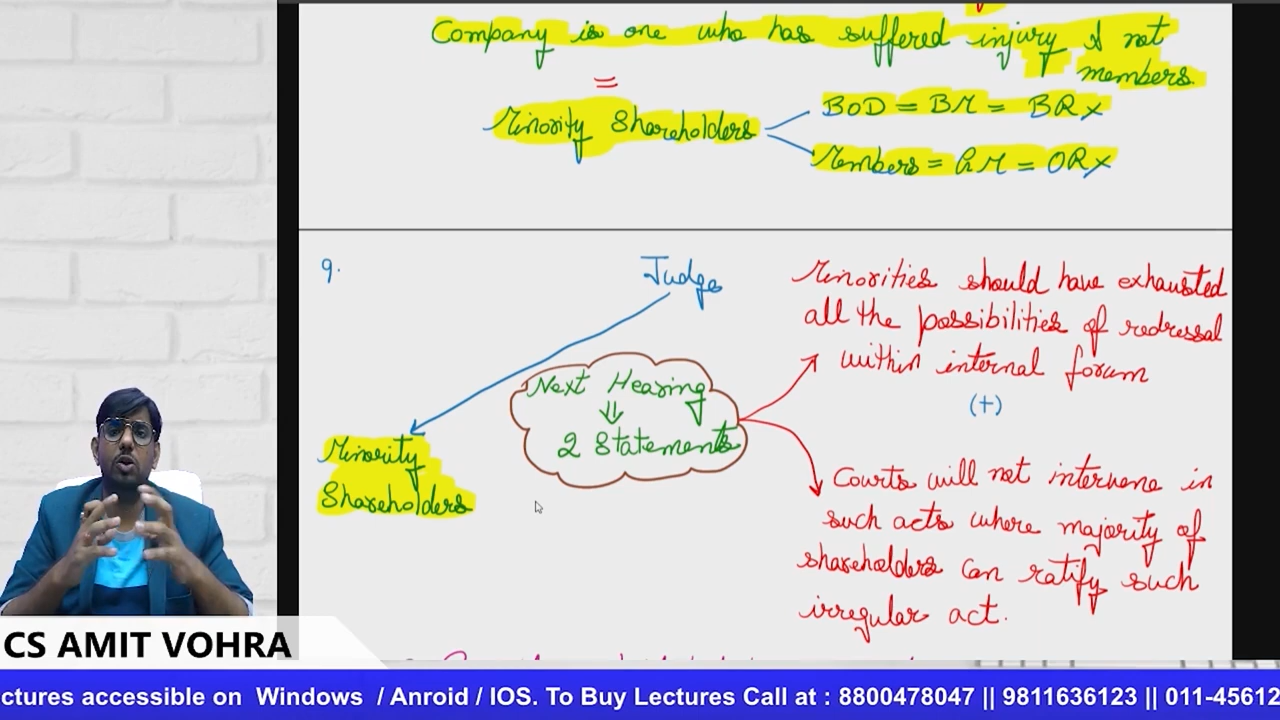 Company is one who has suffered injury & not
members.
=
Minority Shareholders
BOD = BM = BR x
Members = GM = OR x
9.
Judge
Minorities should have exhausted
all the possibilities of redressal
within internal forum
(+)
Next Hearing
⇓
2 Statements
Minority
Shareholders
Courts will not intervene in
such acts where majority of
shareholders can ratify such
irregular act.
CS AMIT VOHRA
ctures accessible on Windows / Anroid / IOS. To Buy Lectures Call at : 8800478047 || 9811636123 || 011-45612